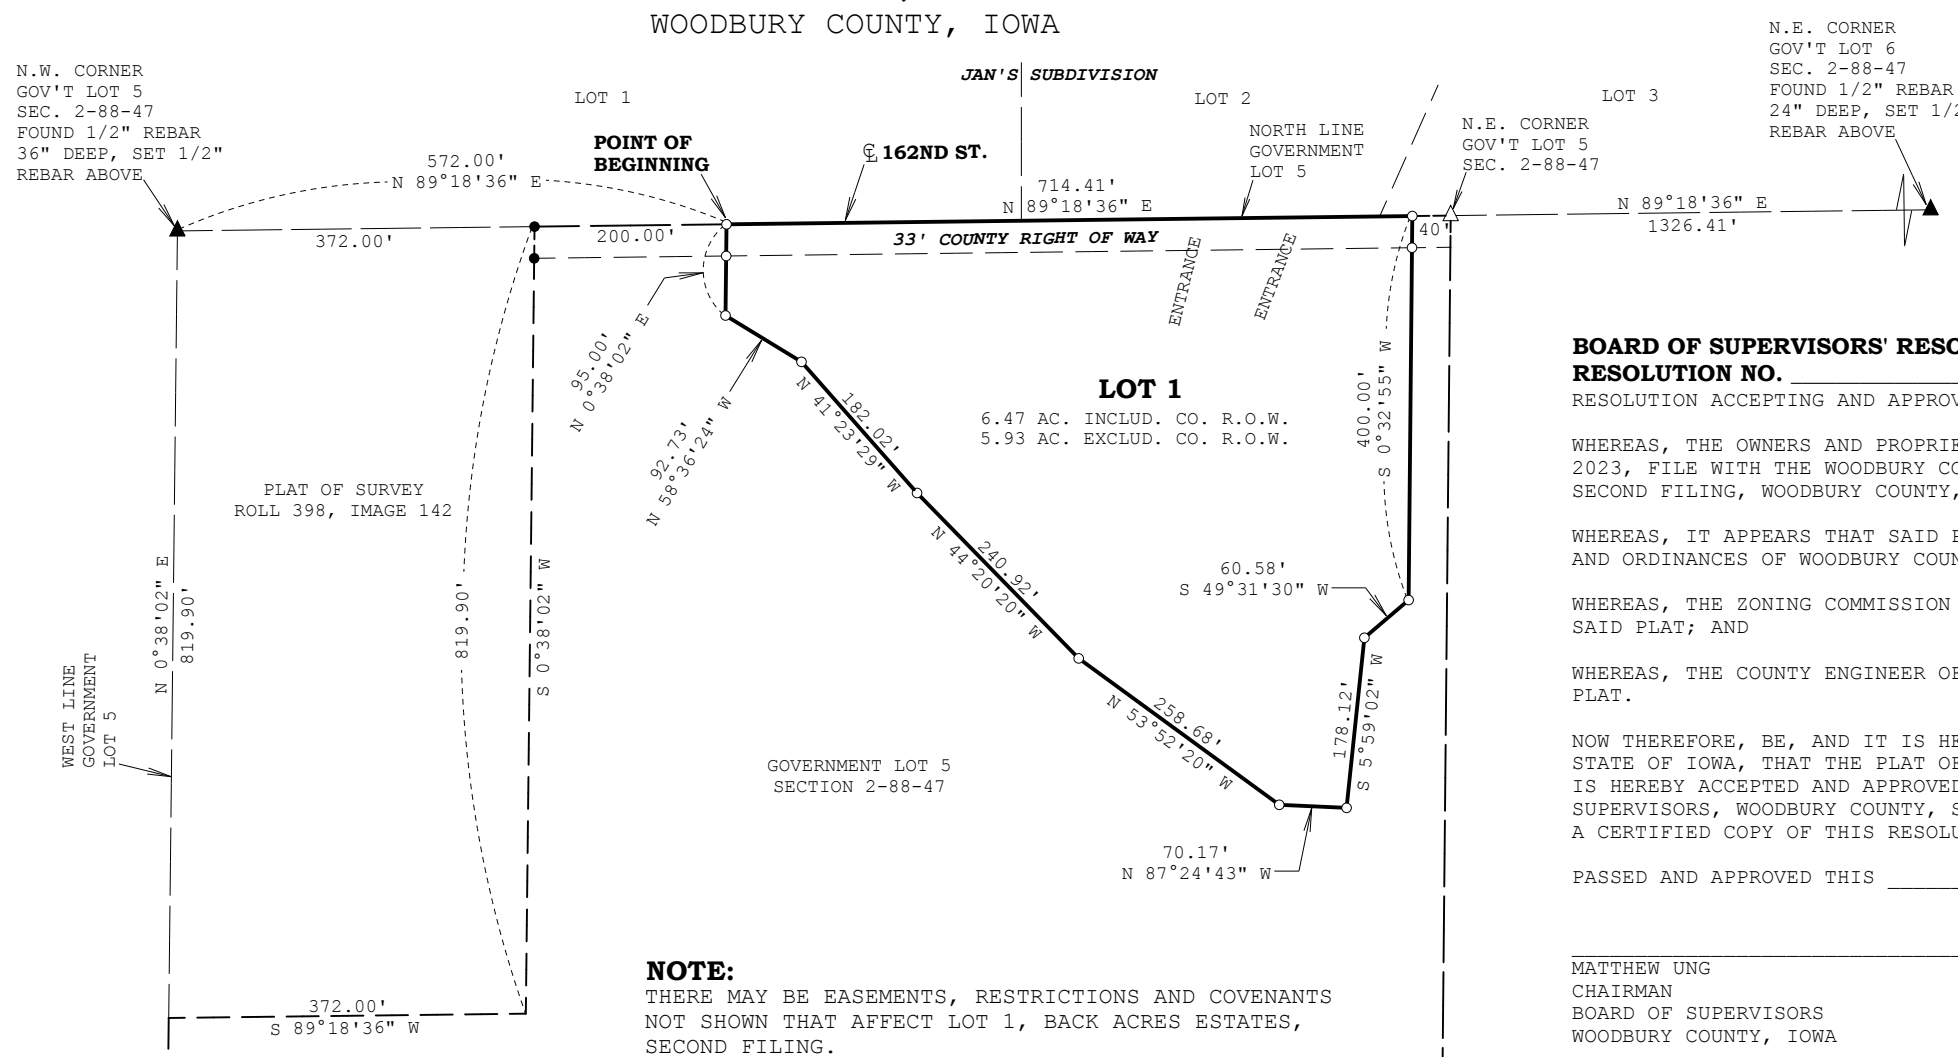 WOODBURY COUNTY, IOWA
N.W. CORNER
GOV'T LOT 5
SEC. 2-88-47
FOUND 1/2" REBAR
36" DEEP, SET 1/2"
REBAR ABOVE
N.E. CORNER
GOV'T LOT 6
SEC. 2-88-47
FOUND 1/2" REBAR
24" DEEP, SET 1/2
REBAR ABOVE
JAN'S SUBDIVISION
LOT 1
LOT 2
LOT 3
POINT OF
BEGINNING
℄ 162ND ST.
NORTH LINE
GOVERNMENT
LOT 5
N.E. CORNER
GOV'T LOT 5
SEC. 2-88-47
572.00'
N 89°18'36" E
714.41'
N 89°18'36" E
N 89°18'36" E
1326.41'
372.00'
200.00'
33' COUNTY RIGHT OF WAY
40'
ENTRANCE
ENTRANCE
95.00'
N 0°38'02" E
92.73'
N 58°36'24" W
182.02'
N 41°23'29" W
LOT 1
6.47 AC. INCLUD. CO. R.O.W.
5.93 AC. EXCLUD. CO. R.O.W.
400.00'
S 0°32'55" W
PLAT OF SURVEY
ROLL 398, IMAGE 142
240.92'
N 44°20'20" W
60.58'
S 49°31'30" W
N 0°38'02" E
819.90'
819.90'
S 0°38'02" W
WEST LINE
GOVERNMENT
LOT 5
258.68'
N 53°52'20" W
178.12'
S 5°59'02" W
GOVERNMENT LOT 5
SECTION 2-88-47
70.17'
N 87°24'43" W
372.00'
S 89°18'36" W
NOTE:
THERE MAY BE EASEMENTS, RESTRICTIONS AND COVENANTS
NOT SHOWN THAT AFFECT LOT 1, BACK ACRES ESTATES,
SECOND FILING.
BOARD OF SUPERVISORS' RESO
RESOLUTION NO.
RESOLUTION ACCEPTING AND APPROV
WHEREAS, THE OWNERS AND PROPRIE
2023, FILE WITH THE WOODBURY CO
SECOND FILING, WOODBURY COUNTY,
WHEREAS, IT APPEARS THAT SAID
AND ORDINANCES OF WOODBURY COUN
WHEREAS, THE ZONING COMMISSION
SAID PLAT; AND
WHEREAS, THE COUNTY ENGINEER
PLAT.
NOW THEREFORE, BE, AND IT IS HE
STATE OF IOWA, THAT THE PLAT
IS HEREBY ACCEPTED AND APPROVED
SUPERVISORS, WOODBURY COUNTY, S
A CERTIFIED COPY OF THIS RESOLU
PASSED AND APPROVED THIS
MATTHEW UNG
CHAIRMAN
BOARD OF SUPERVISORS
WOODBURY COUNTY, IOWA